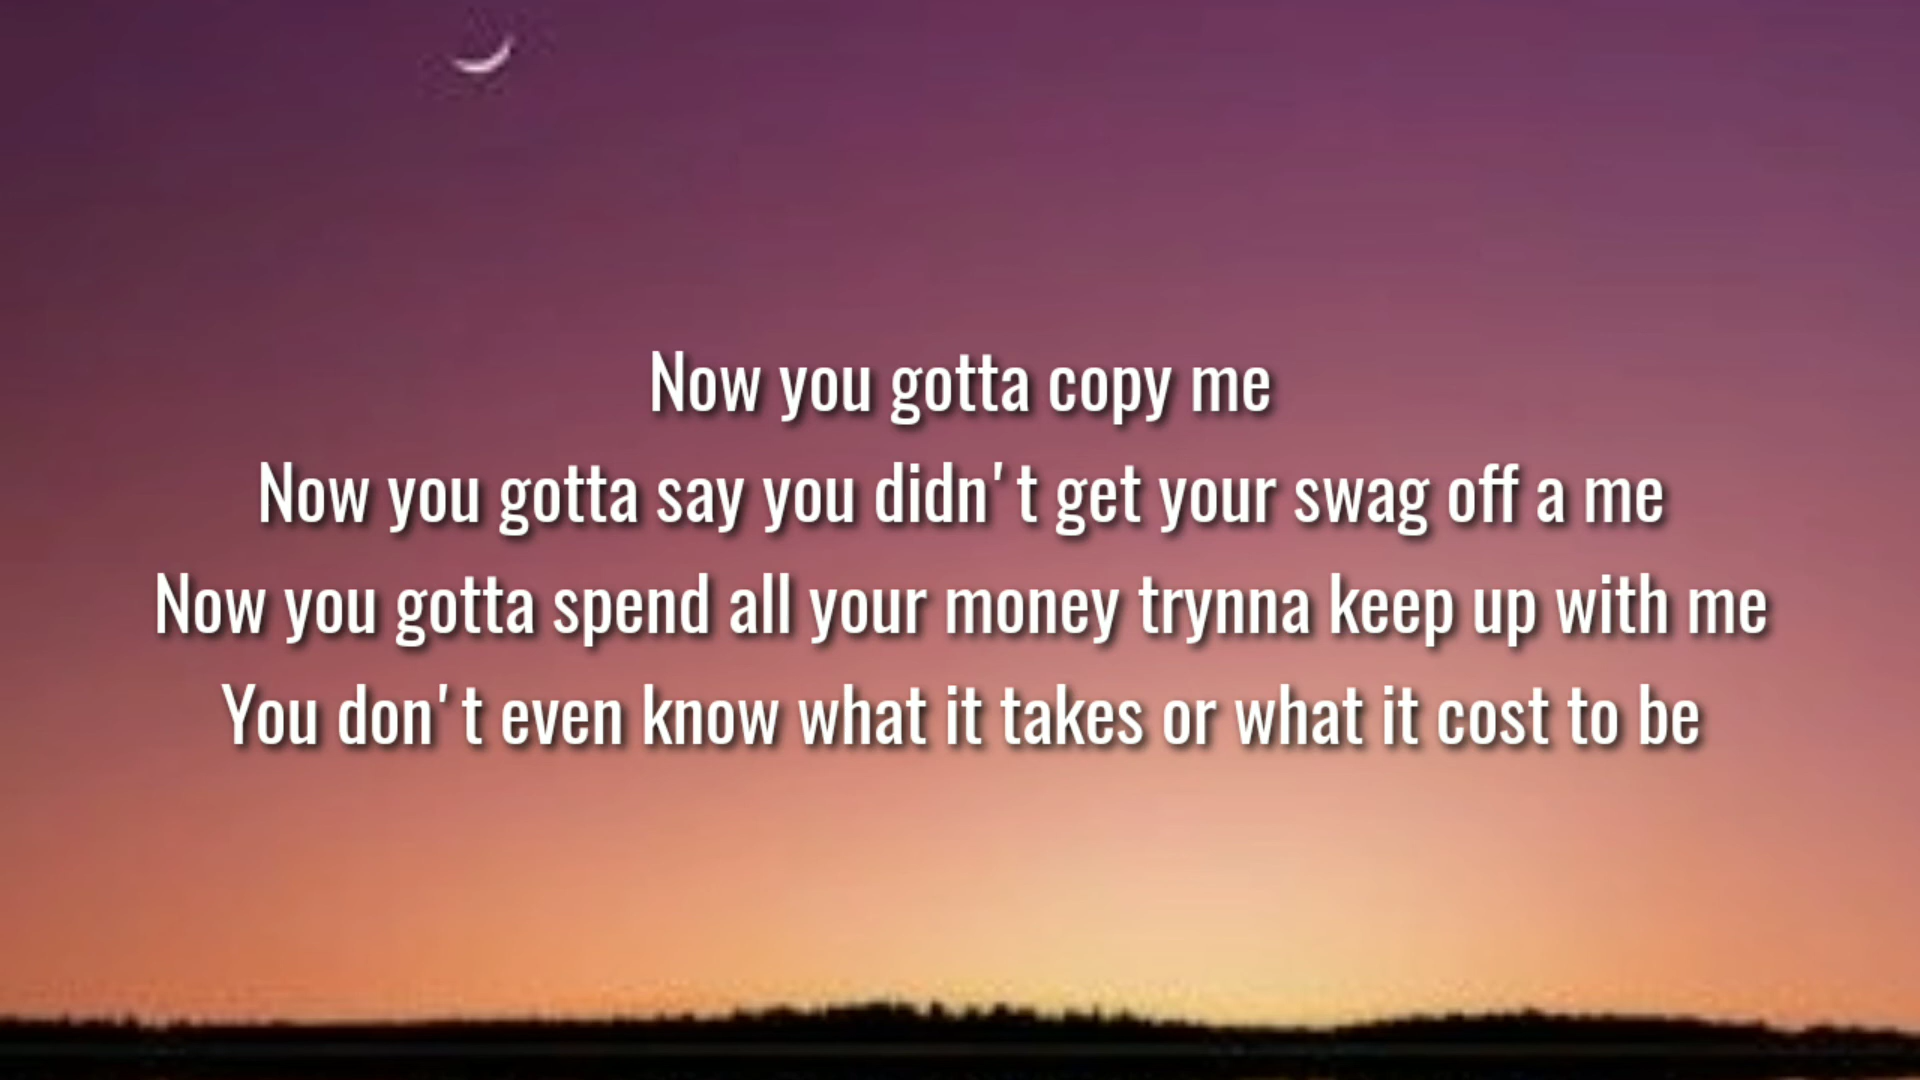 Now you gotta copy me
Now you gotta say you didn't get your swag off a me
Now you gotta spend all your money trynna keep up with me
You don't even know what it takes or what it cost to be